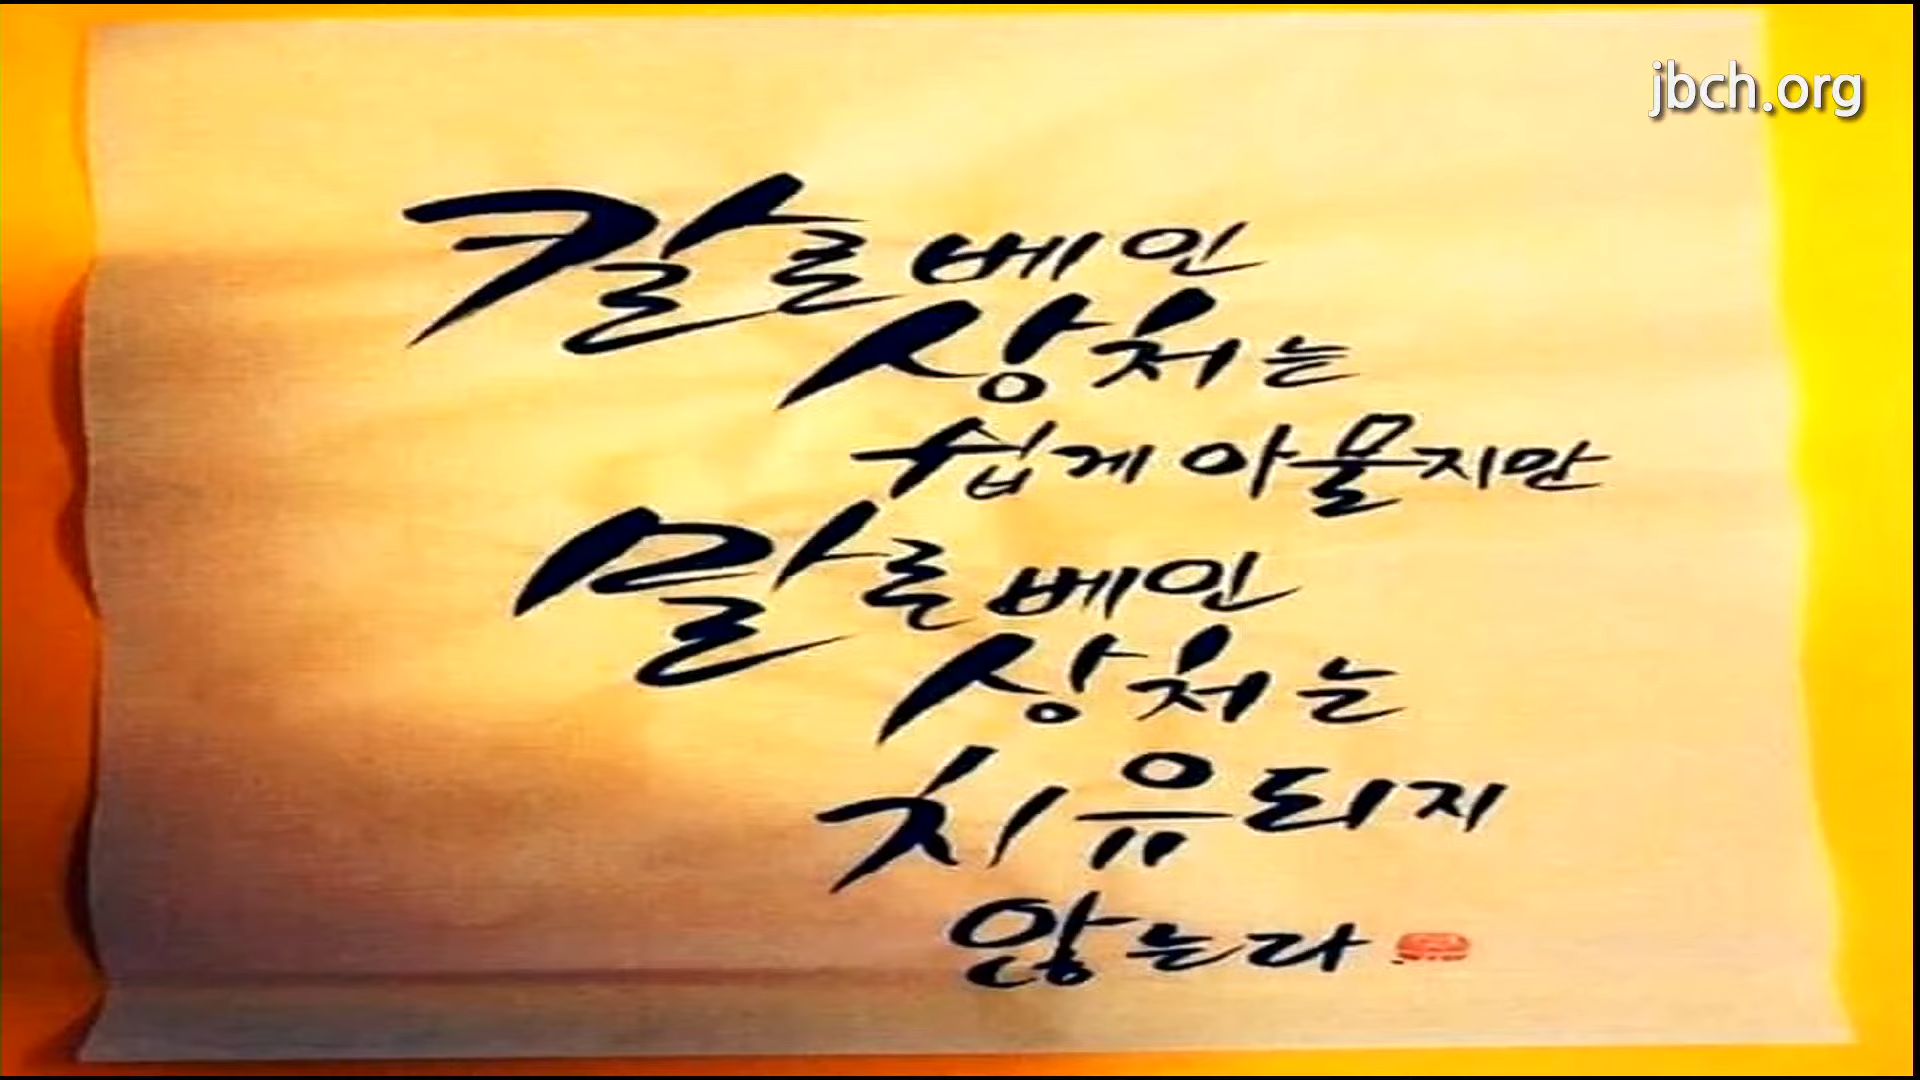 jbch.org
칼로 베인
상처는
쉽게 아물지만
말로 베인
상처는
치유되지
않는다